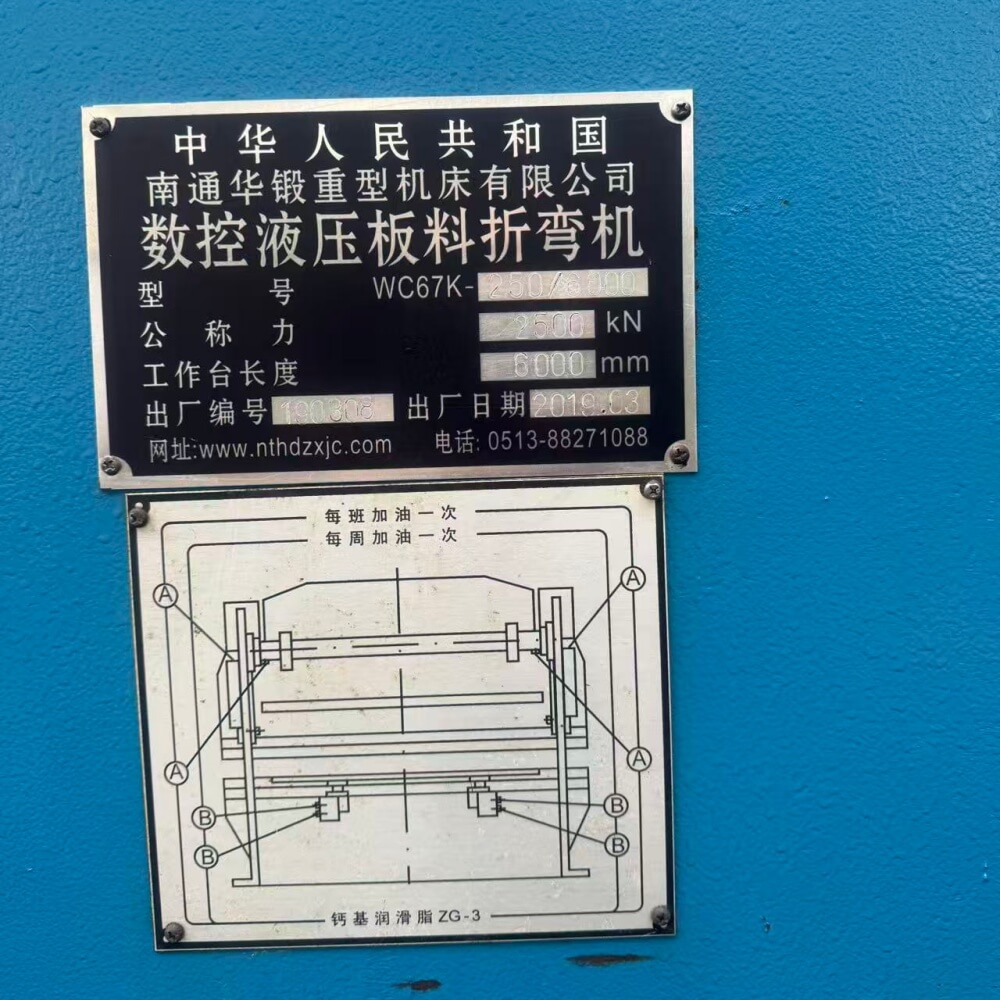 中华人民共和国
南通华锻重型机床有限公司
数控液压板料折弯机
型号 WC67K-250/6000
公称力 2500 kN
工作台长度 6000 mm
出厂编号 190308 出厂日期 2019.03
网址:www.nthdzxjc.com 电话: 0513-88271088
每班加油一次
每周加油一次
A A
A A
B B
B B
钙基润滑脂 ZG-3